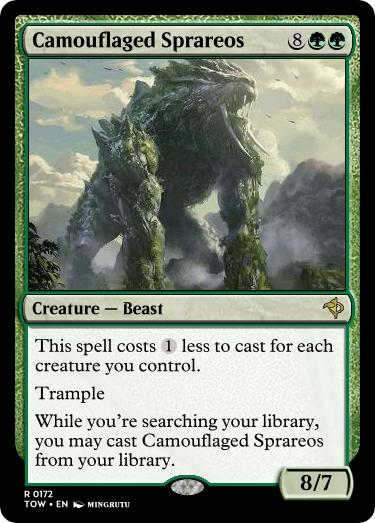 Camouflaged Sprareos 8
Creature — Beast
This spell costs 1 less to cast for each
creature you control.
Trample
While you're searching your library,
you may cast Camouflaged Sprareos
from your library.
8/7
R 0172
TOW • EN MINGRUTU